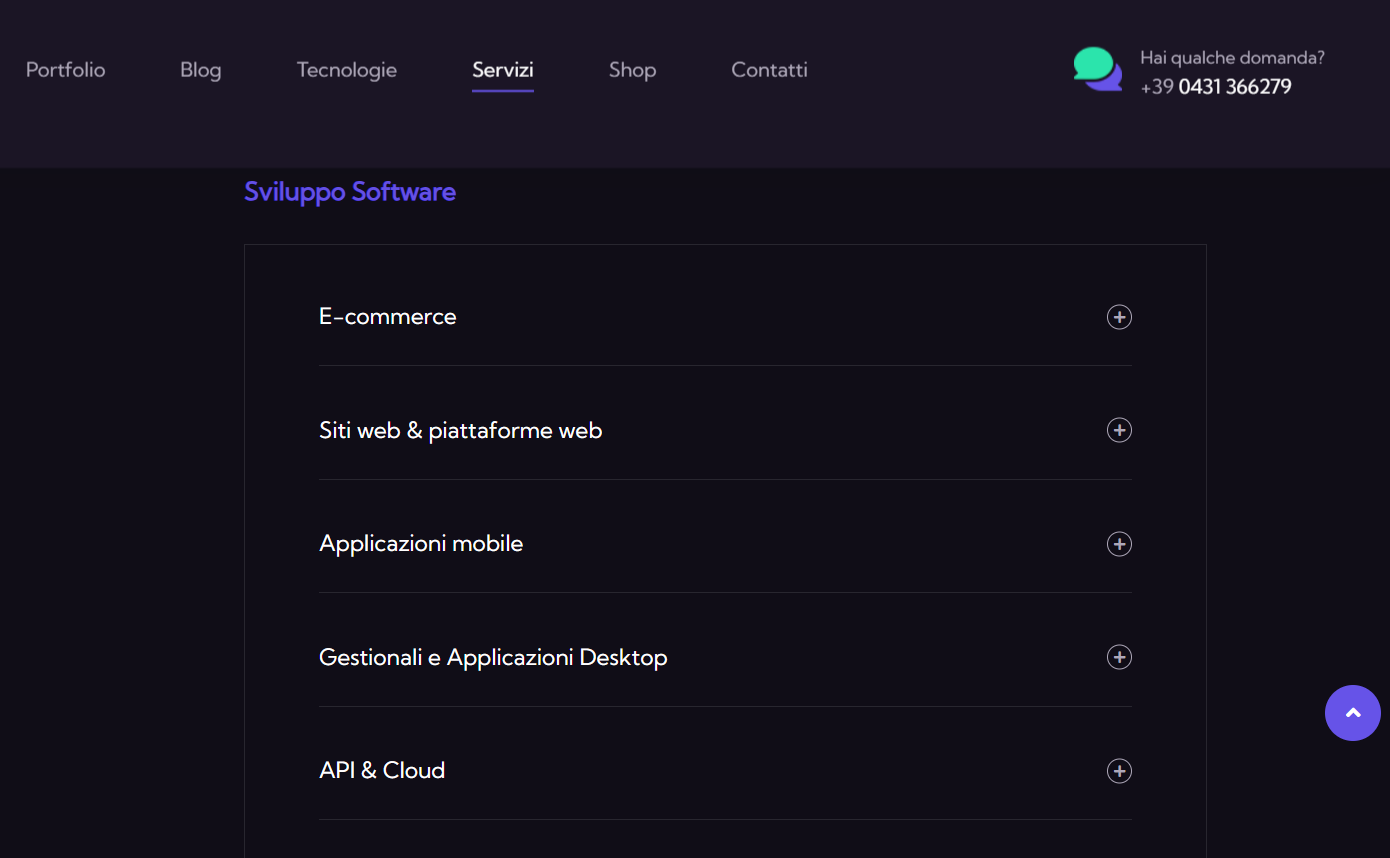 Portfolio
Blog
Tecnologie
Servizi
Shop
Contatti
Hai qualche domanda?
+39 0431 366279
Sviluppo Software
E-commerce
Siti web & piattaforme web
Applicazioni mobile
Gestionali e Applicazioni Desktop
API & Cloud